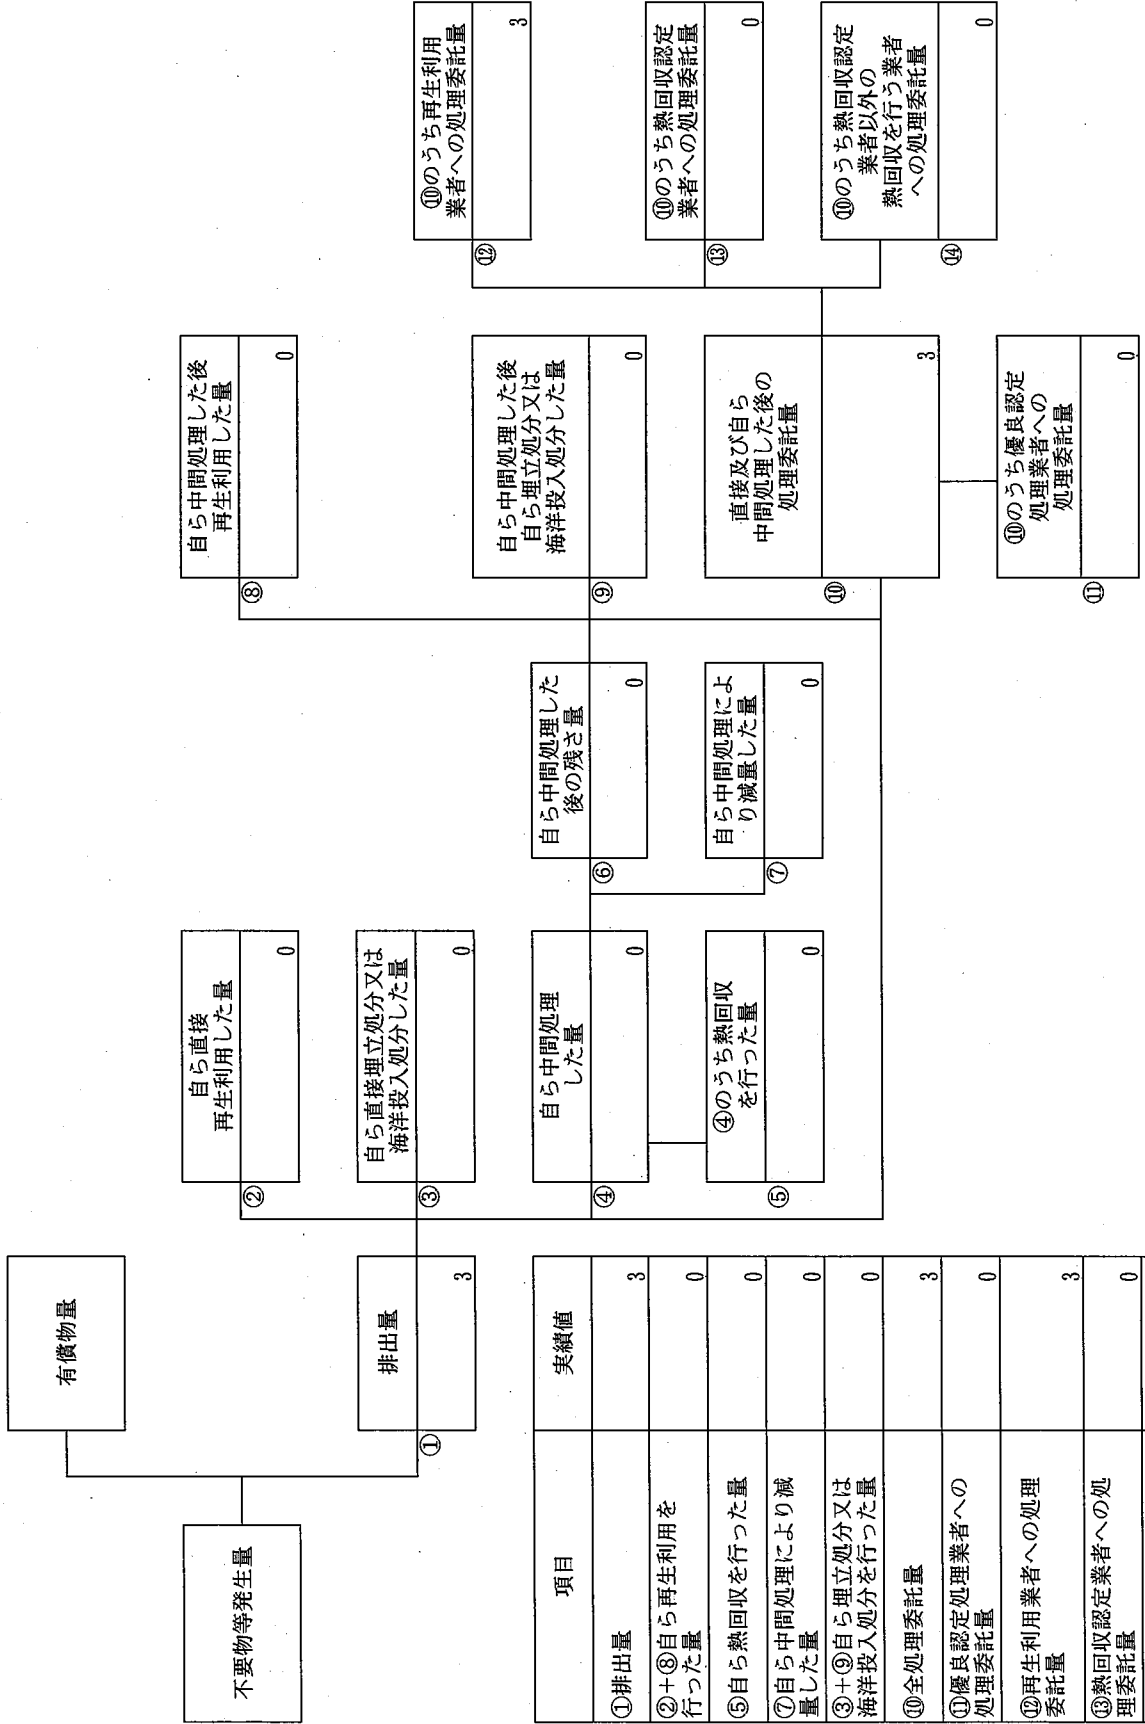 不要物等発生量
有償物量
①
排出量
3
②
自ら直接
再生利用した量
0
③
自ら直接埋立処分又は
海洋投入処分した量
0
④
自ら中間処理
した量
0
⑤
④のうち熱回収
を行った量
0
⑥
自ら中間処理した
後の残さ量
0
⑦
自ら中間処理によ
り減量した量
0
⑧
自ら中間処理した後
再生利用した量
0
⑨
自ら中間処理した後
自ら埋立処分又は
海洋投入処分した量
0
⑩
直接及び自ら
中間処理した後の
処理委託量
3
⑪
⑩のうち優良認定
処理業者への
処理委託量
0
⑫
⑩のうち再生利用
業者への処理委託量
3
⑬
⑩のうち熱回収認定
業者への処理委託量
0
⑭
⑩のうち熱回収認定
業者以外の
熱回収を行う業者
への処理委託量
0
項目 実績値
①排出量 3
②+⑧自ら再生利用を
行った量 0
⑤自ら熱回収を行った量 0
⑦自ら中間処理により減
量した量 0
③+⑨自ら埋立処分又は
海洋投入処分を行った量 0
⑩全処理委託量 3
⑪優良認定処理業者への
処理委託量 0
⑫再生利用業者への処理
委託量 3
⑬熱回収認定業者への処
理委託量 0